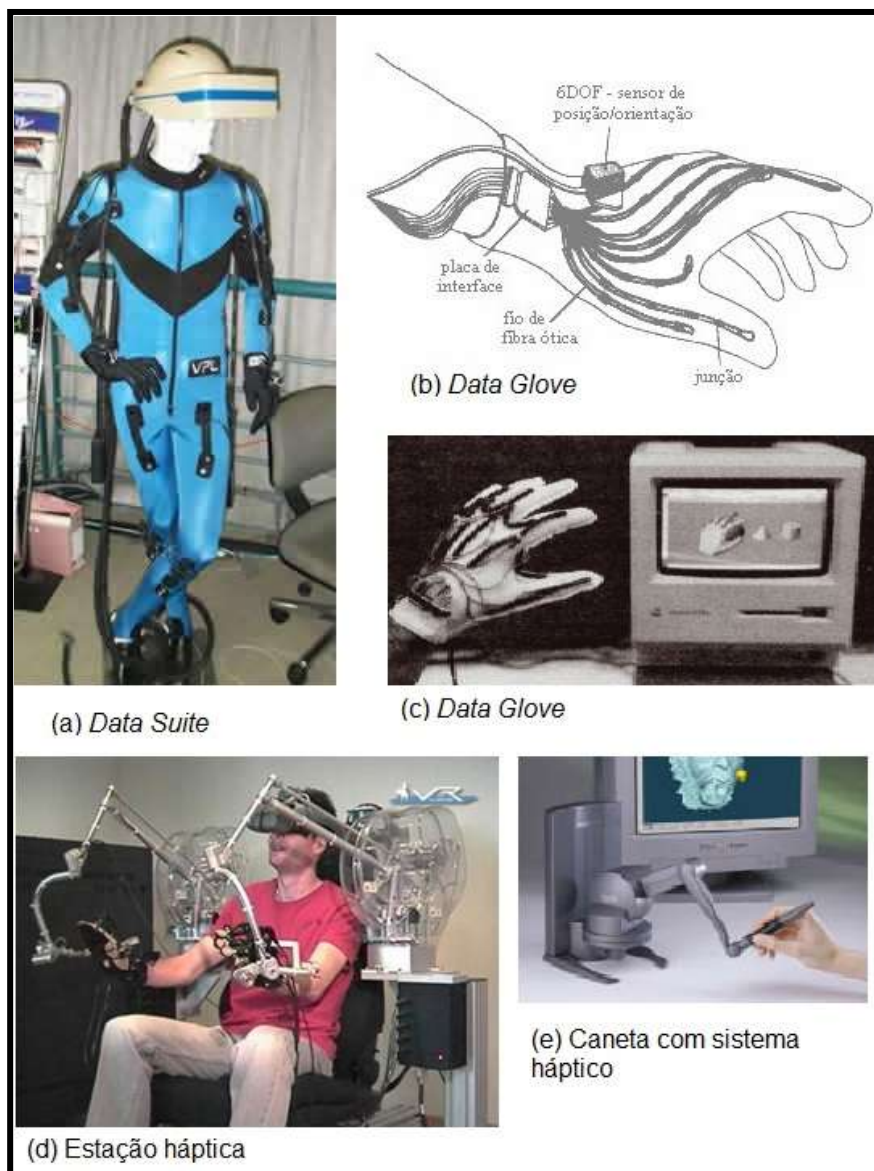 6DOF - sensor de
posição/orientação
placa de
interface
fio de
fibra ótica
junção
(b) Data Glove
VPL
(a) Data Suite
(c) Data Glove
VR
(e) Caneta com sistema
háptico
(d) Estação háptica